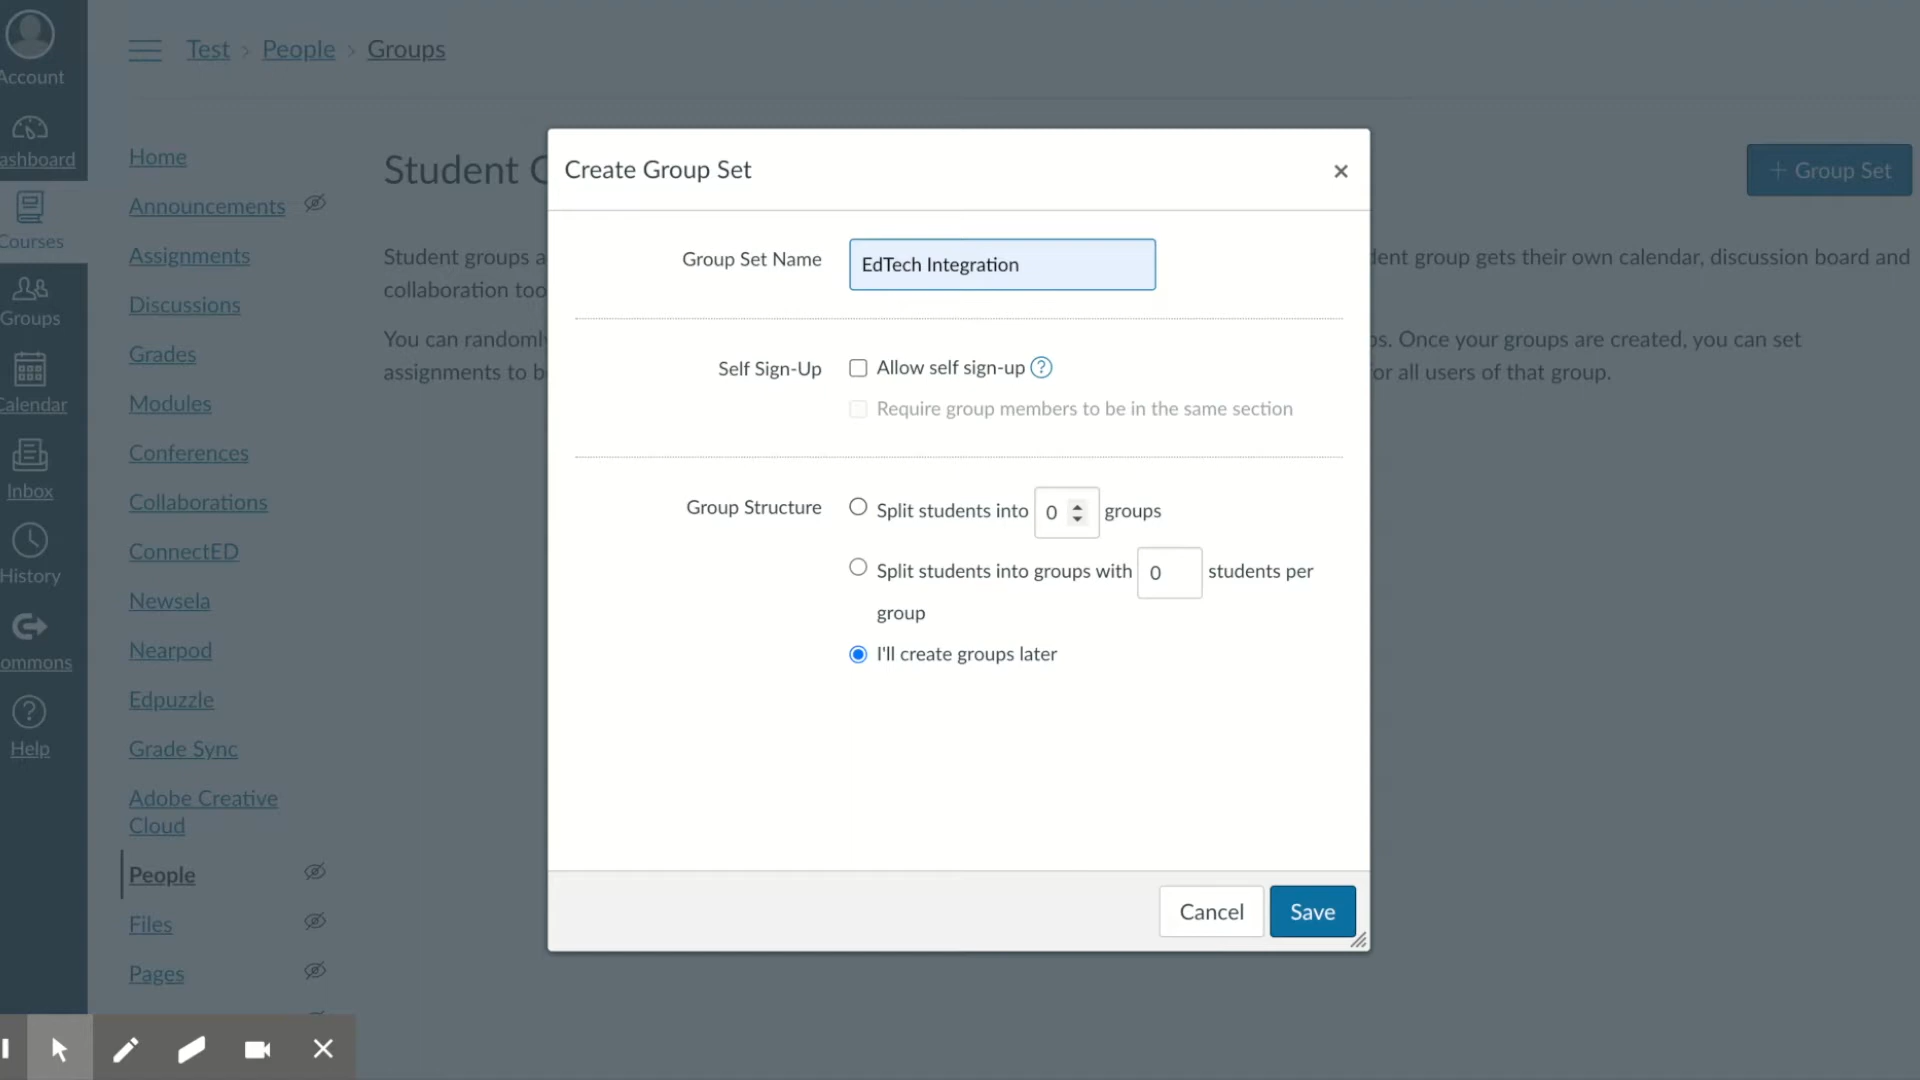 Account
ashboard
Courses
Groups
Calendar
Inbox
History
ommons
Help
Test > People > Groups
Home
Announcements
Assignments
Discussions
Grades
Modules
Conferences
Collaborations
ConnectED
Newsela
Nearpod
Edpuzzle
Grade Sync
Adobe Creative
Cloud
People
Files
Pages
Student G
+ Group Set
Student groups a
dent group gets their own calendar, discussion board and
collaboration too
You can randoml
ps. Once your groups are created, you can set
assignments to b
or all users of that group.
Create Group Set
×
Group Set Name EdTech Integration
Self Sign-Up Allow self sign-up ?
Require group members to be in the same section
Group Structure Split students into 0 groups
Split students into groups with 0 students per
group
I'll create groups later
Cancel Save